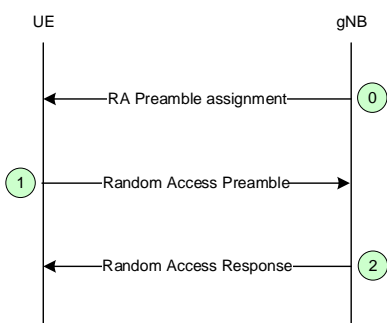 UE
gNB
RA Preamble assignment
0
1
Random Access Preamble
Random Access Response
2